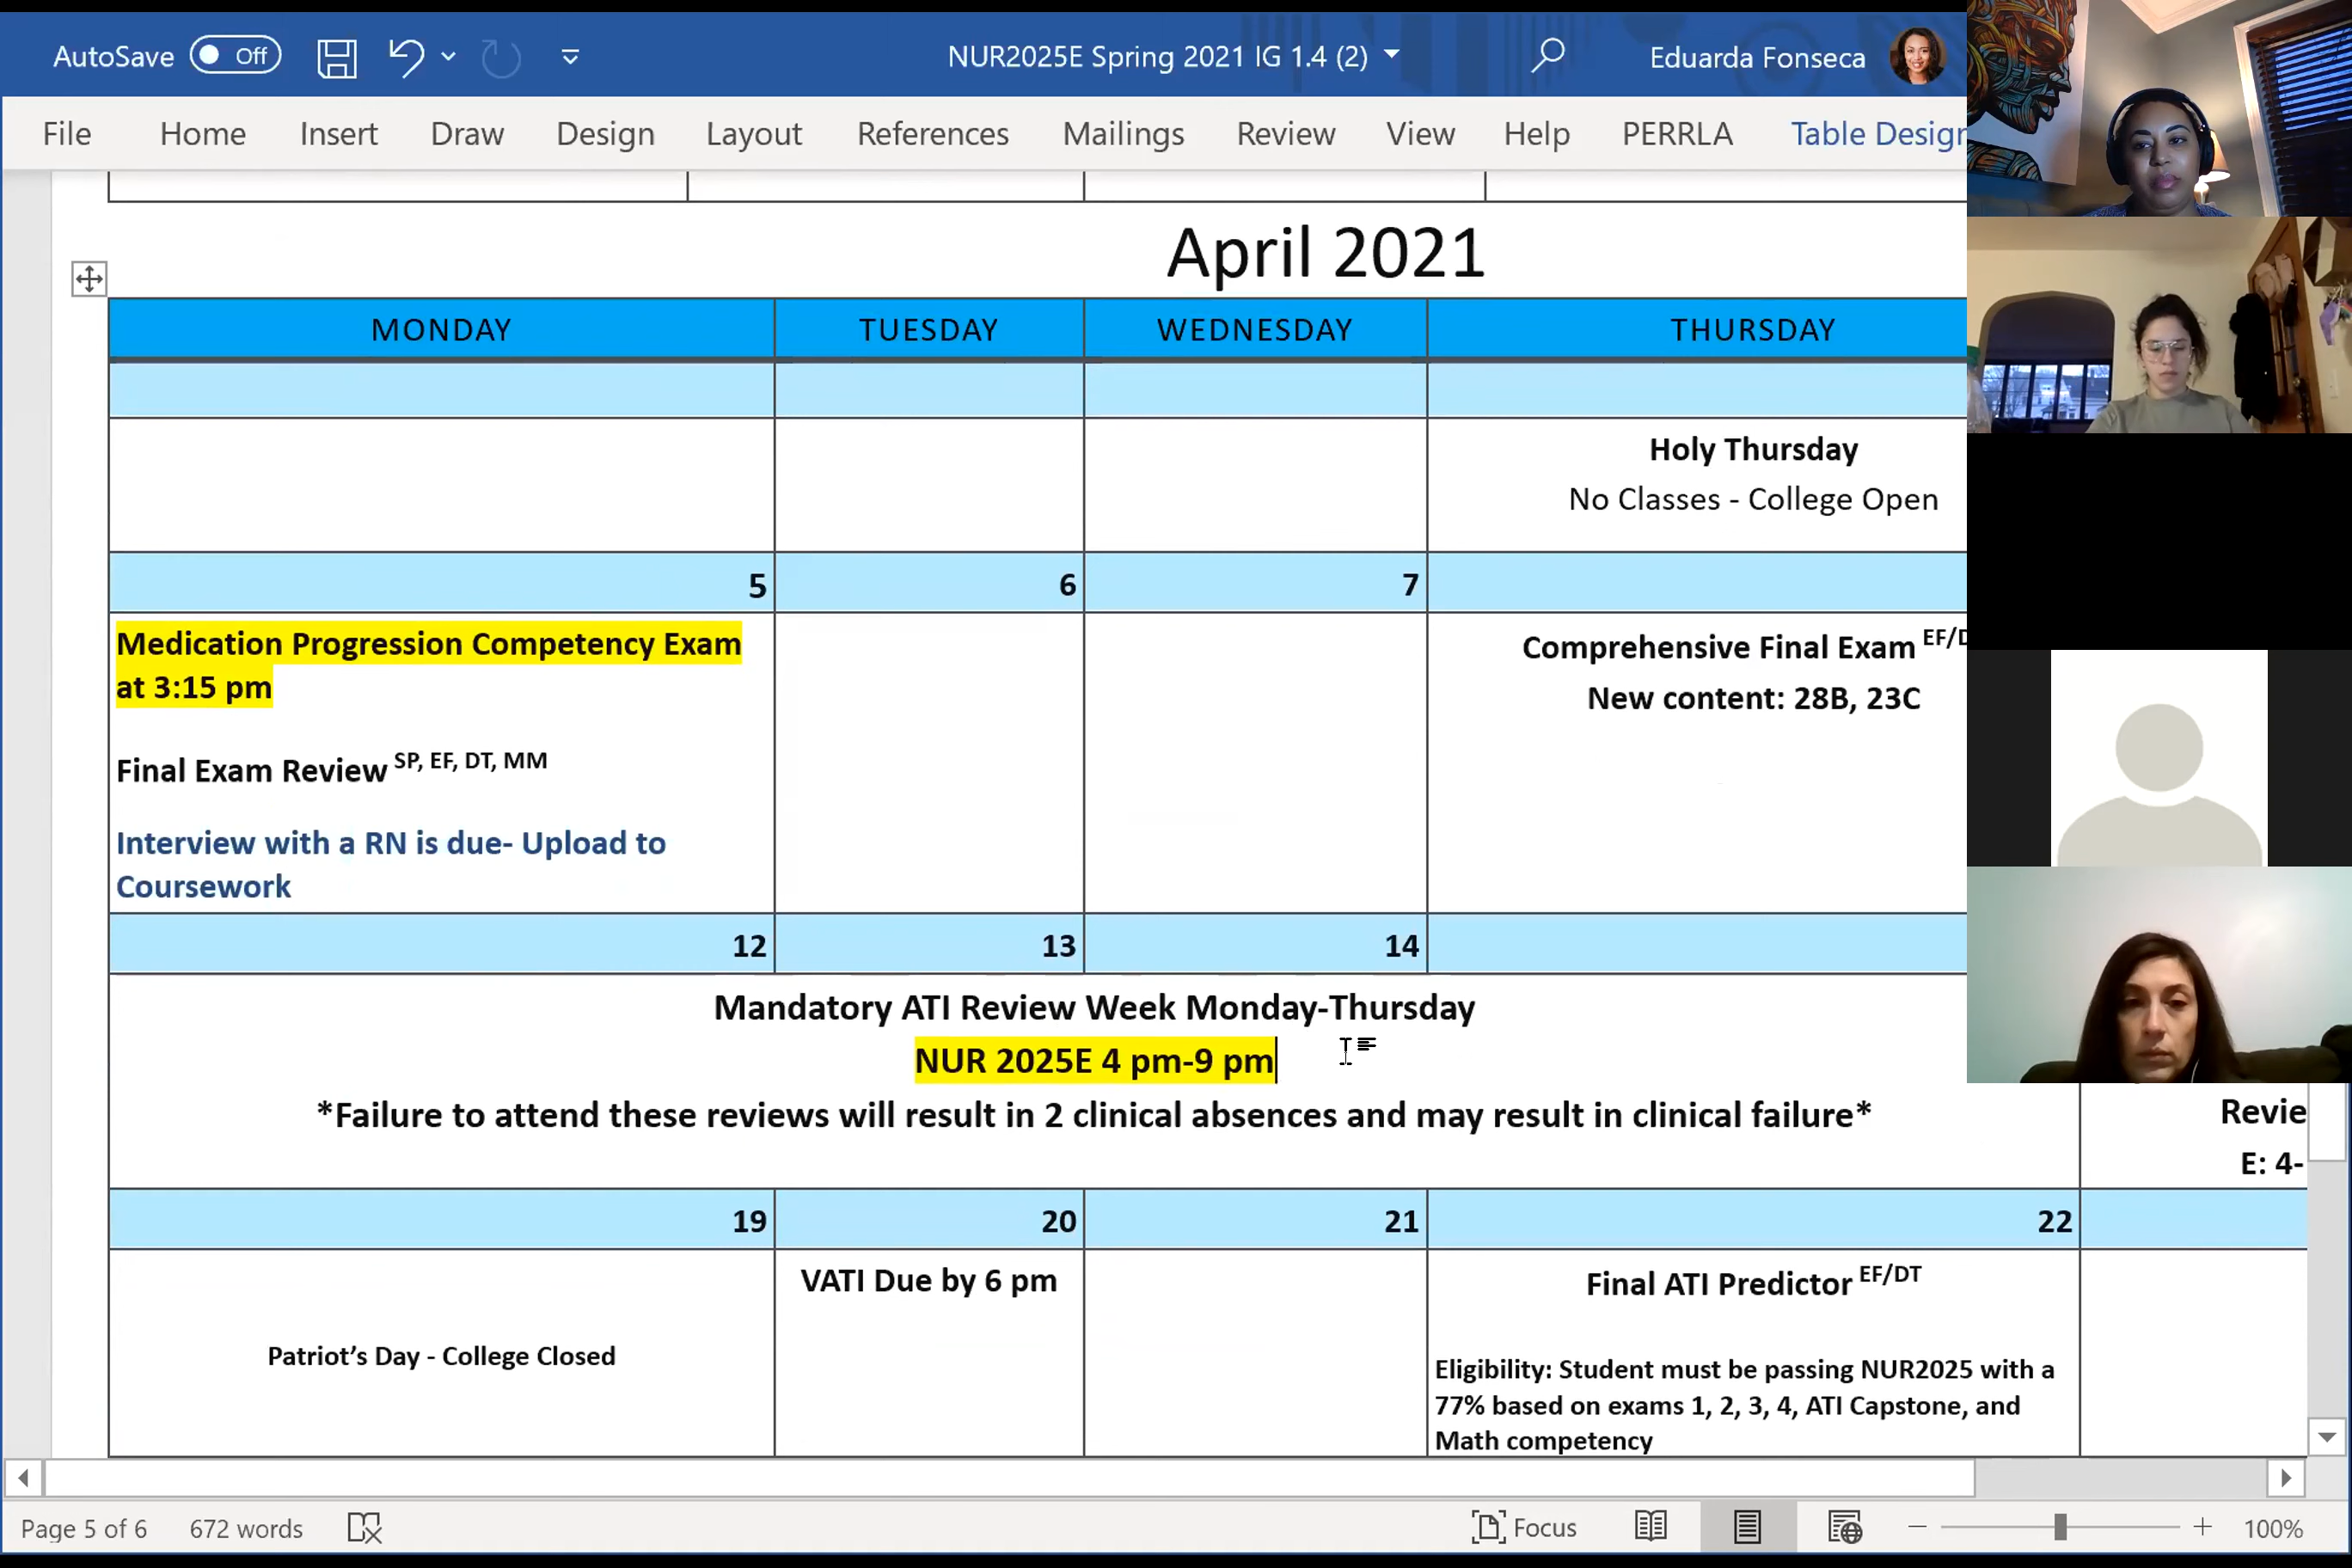 AutoSave Off NUR2025E Spring 2021 IG 1.4 (2) Eduarda Fonseca
File Home Insert Draw Design Layout References Mailings Review View Help PERRLA Table Design
April 2021
MONDAY TUESDAY WEDNESDAY THURSDAY
Holy Thursday
No Classes - College Open
5 6 7
Medication Progression Competency Exam
at 3:15 pm
Final Exam Review SP, EF, DT, MM
Interview with a RN is due- Upload to
Coursework
Comprehensive Final Exam EF/D
New content: 28B, 23C
12 13 14
Mandatory ATI Review Week Monday-Thursday
NUR 2025E 4 pm-9 pm
*Failure to attend these reviews will result in 2 clinical absences and may result in clinical failure*
Revie
E: 4-
19 20 21 22
Patriot’s Day - College Closed
VATI Due by 6 pm
Final ATI Predictor EF/DT
Eligibility: Student must be passing NUR2025 with a
77% based on exams 1, 2, 3, 4, ATI Capstone, and
Math competency
Page 5 of 6 672 words Focus 100%